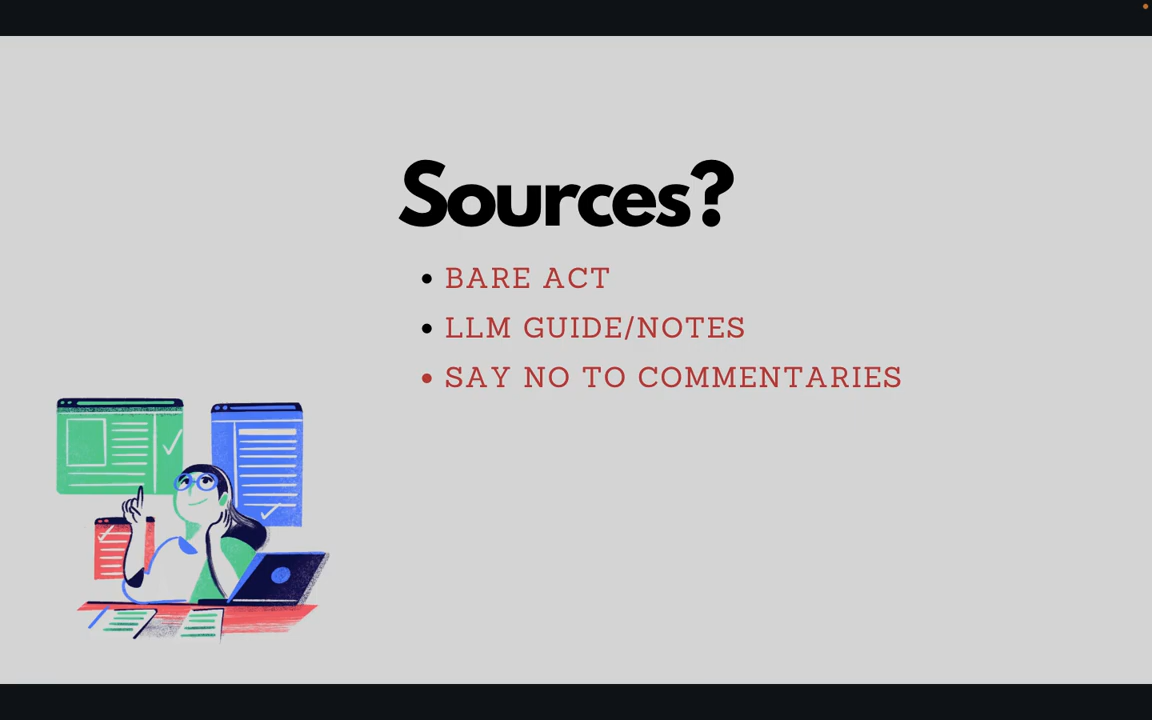 Sources?
• BARE ACT
• LLM GUIDE/NOTES
• SAY NO TO COMMENTARIES